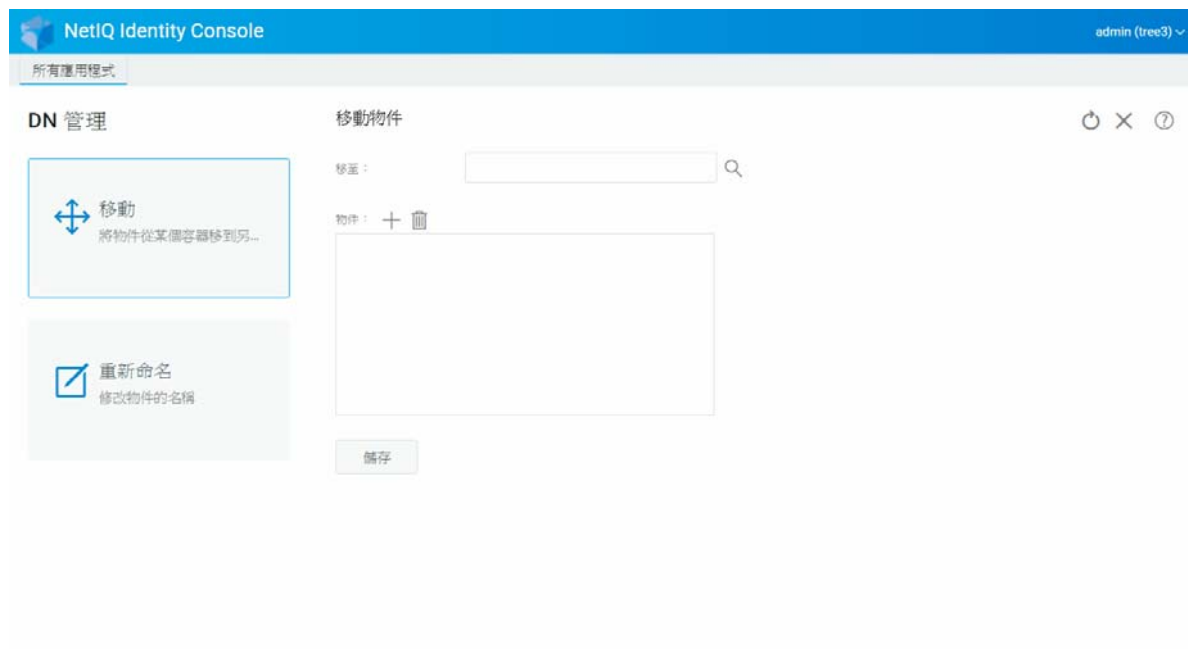 NetIQ Identity Console
admin (tree3)
所有應用程式
DN 管理
移動
將物件從某個容器移到另...
重新命名
修改物件的名稱
移動物件
移至：
物件：
儲存